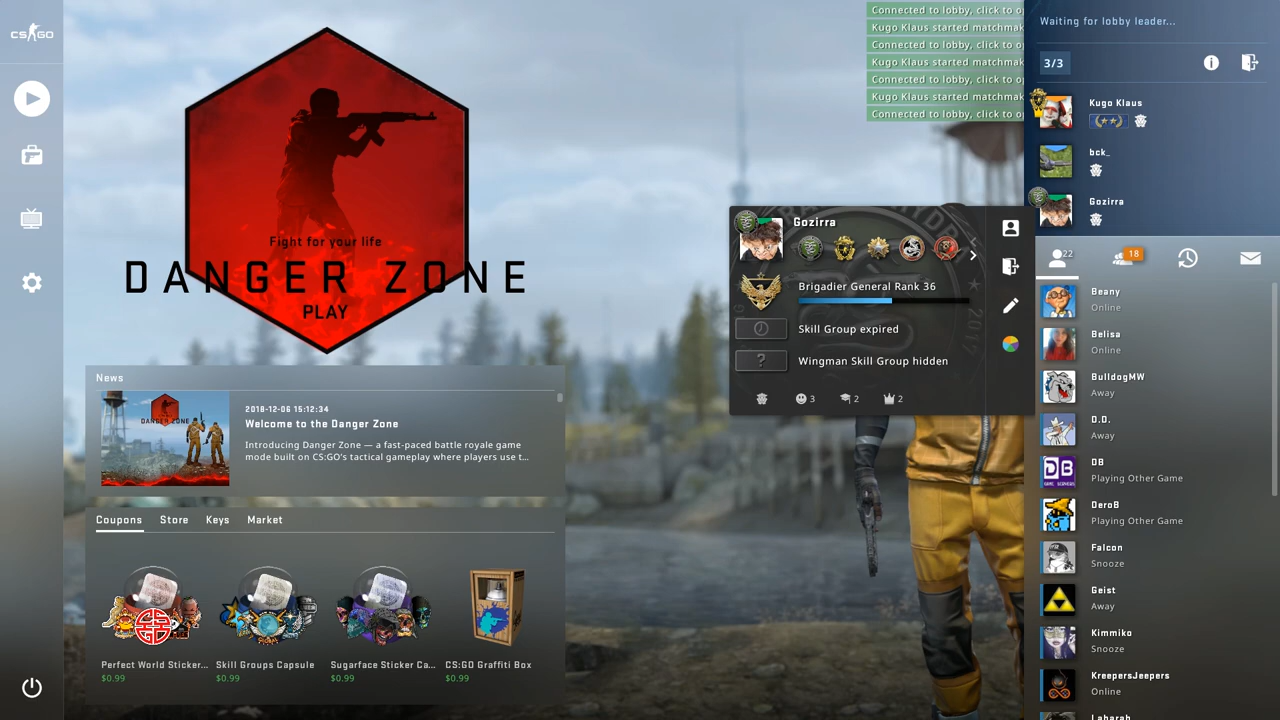 CS GO
Fight for your life
DANGER ZONE
PLAY
News
DANGER ZONE
2018-12-06 15:12:34
Welcome to the Danger Zone
Introducing Danger Zone — a fast-paced battle royale game
mode built on CS:GO's tactical gameplay where players use t...
Coupons Store Keys Market
Perfect World Sticker...
$0.99
Skill Groups Capsule
$0.99
Sugarface Sticker Ca...
$0.99
CS:GO Graffiti Box
$0.99
Connected to lobby, click to o
Kugo Klaus started matchmak
Connected to lobby, click to o
Kugo Klaus started matchmak
Connected to lobby, click to o
Kugo Klaus started matchmak
Connected to lobby, click to o
Gozirra
Brigadier General Rank 36
Skill Group expired
?
Wingman Skill Group hidden
3 2 2
2017
Waiting for lobby leader...
3/3
Kugo Klaus
bck_
Gozirra
22 18
Beany
Online
Belisa
Online
BulldogMW
Away
D.D.
Away
DB
Playing Other Game
DeroB
Playing Other Game
Falcon
Snooze
Geist
Away
Kimmiko
Snooze
KreepersJeepers
Online